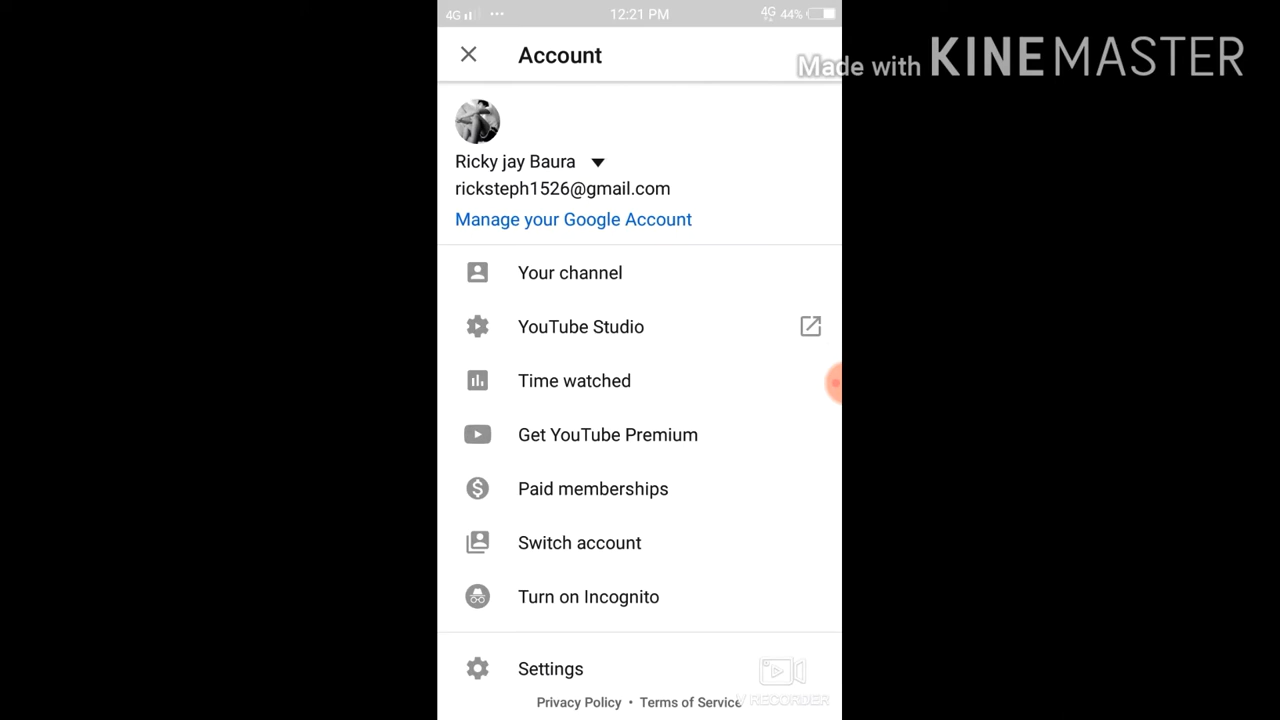 4G 12:21 PM 4G 44%
Account
Made with KINEMASTER
Ricky jay Baura
ricksteph1526@gmail.com
Manage your Google Account
Your channel
YouTube Studio
Time watched
Get YouTube Premium
Paid memberships
Switch account
Turn on Incognito
Settings
Privacy Policy • Terms of Service
V RECORDER